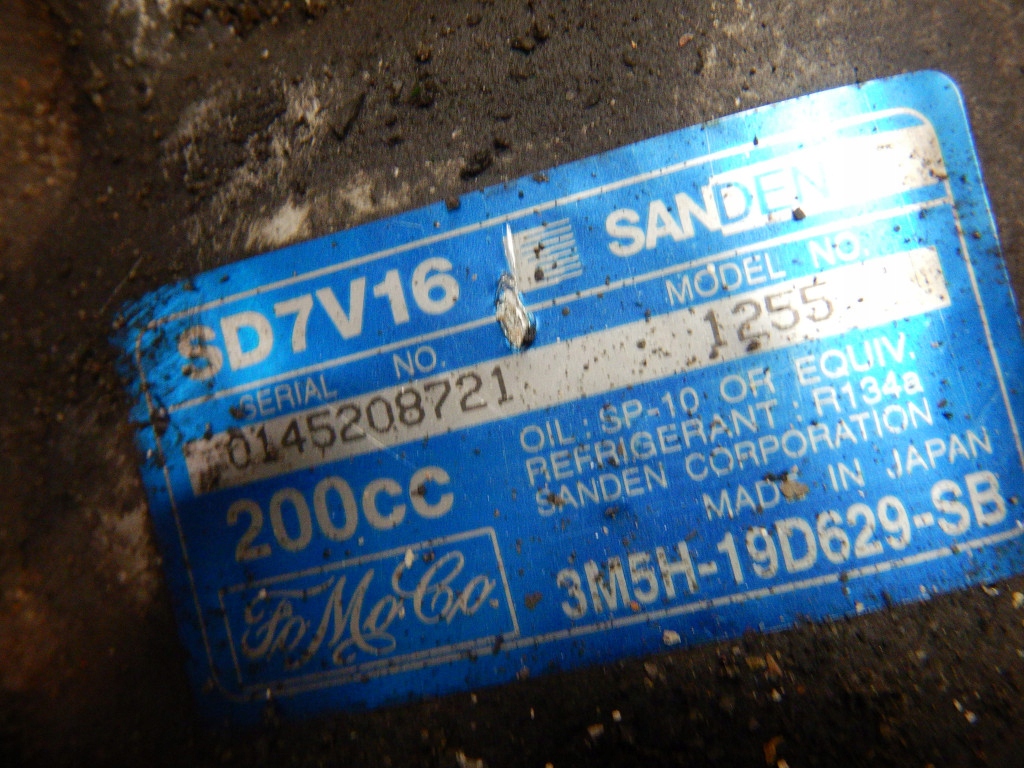 SD7V16 SANDEN
SERIAL NO. MODEL NO.
0145208721 1255
200CC
OIL : SP-10 OR EQUIV.
REFRIGERANT : R134a
SANDEN CORPORATION
MADE IN JAPAN
FoMoCo
3M5H-19D629-SB